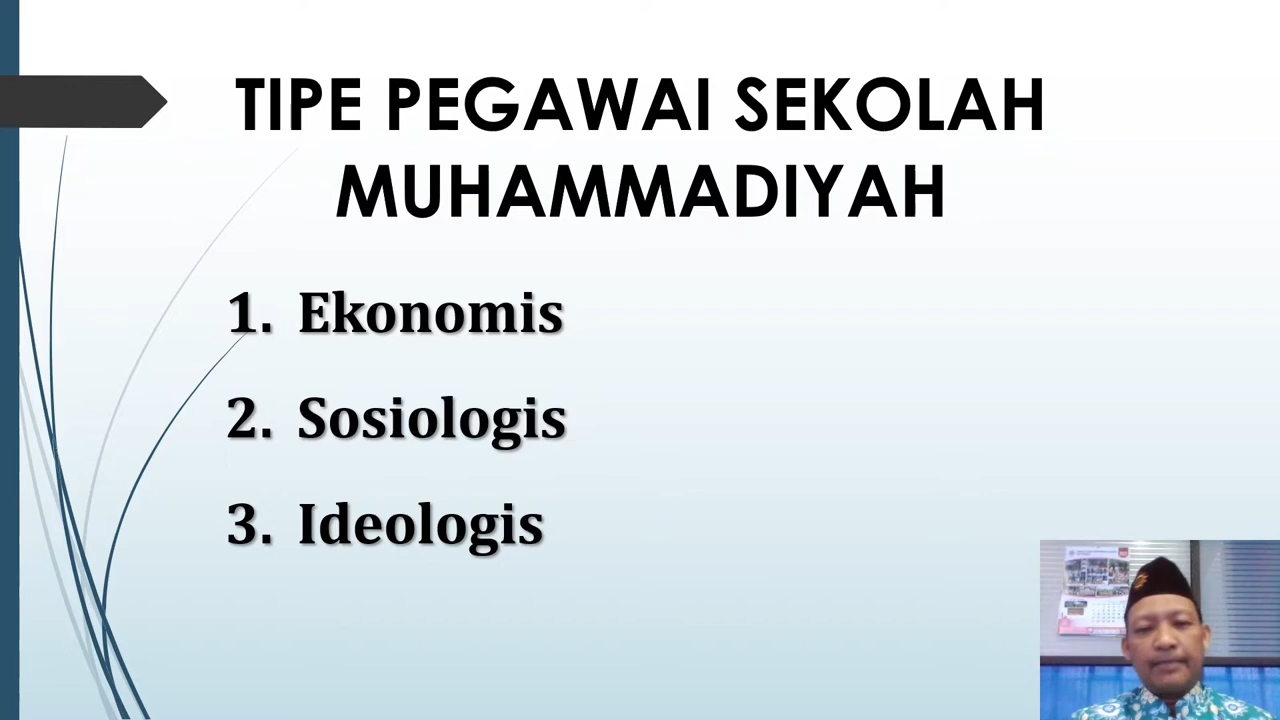 TIPE PEGAWAI SEKOLAH
MUHAMMADIYAH
1. Ekonomis
2. Sosiologis
3. Ideologis